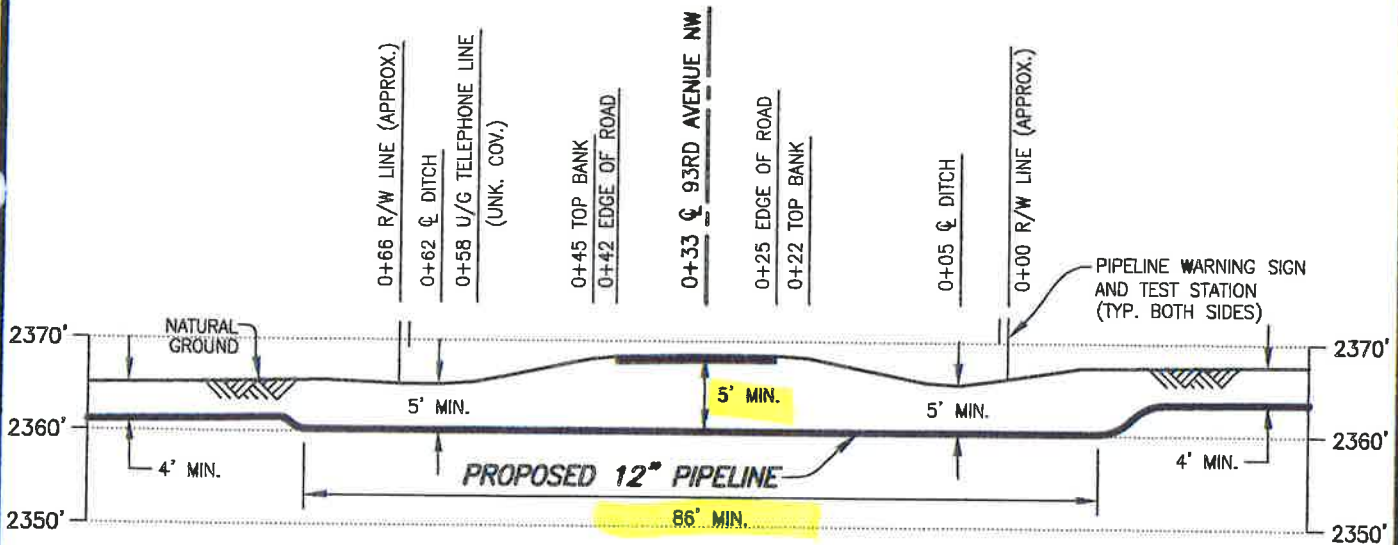 0+66 R/W LINE (APPROX.)
0+62 ℄ DITCH
0+58 U/G TELEPHONE LINE
(UNK. COV.)
0+45 TOP BANK
0+42 EDGE OF ROAD
0+33 ℄ 93RD AVENUE NW
0+25 EDGE OF ROAD
0+22 TOP BANK
0+05 ℄ DITCH
0+00 R/W LINE (APPROX.)
PIPELINE WARNING SIGN
AND TEST STATION
(TYP. BOTH SIDES)
2370'
NATURAL
GROUND
2370'
5' MIN.
5' MIN.
5' MIN.
2360'
2360'
4' MIN.
PROPOSED 12" PIPELINE
4' MIN.
86' MIN.
2350'
2350'